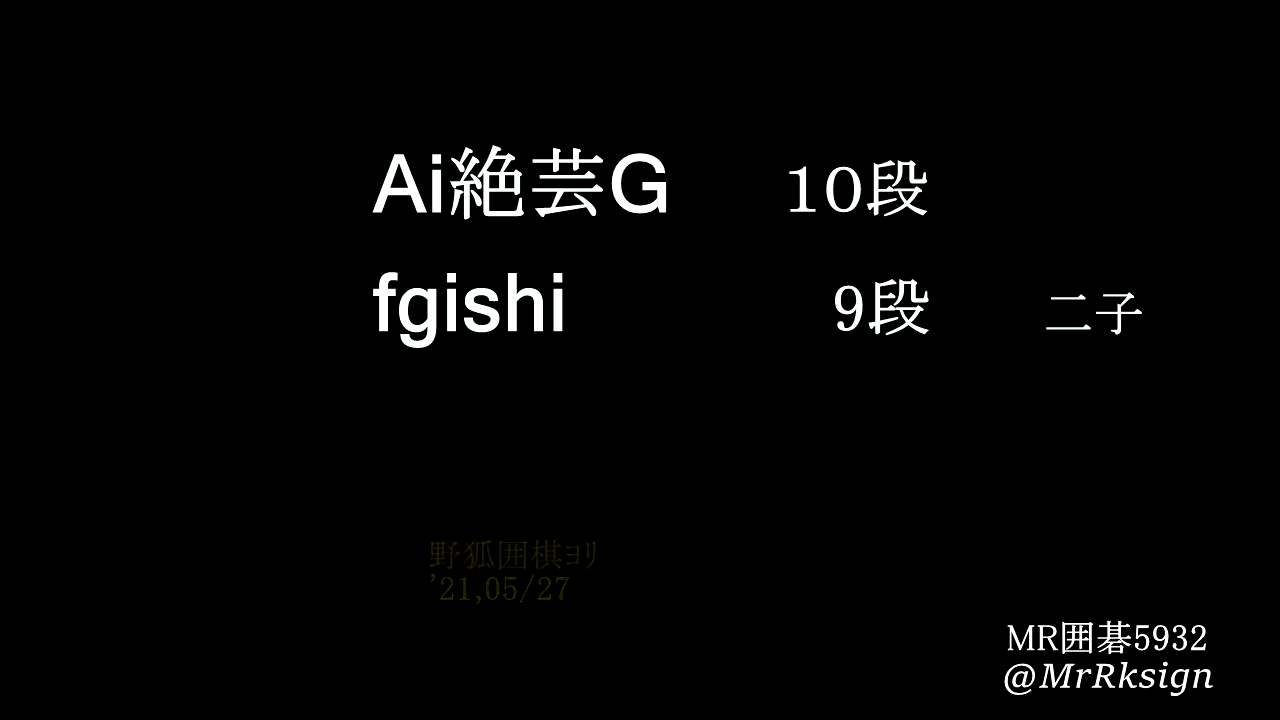 Ai絶芸G 10段
fgishi 9段 二子
野狐囲棋ﾖﾘ
'21,05/27
MR囲碁5932
@MrRksign